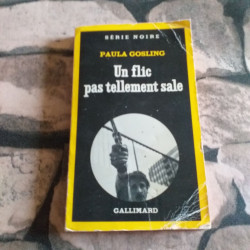 SÉRIE NOIRE
PAULA GOSLING
Un flic
pas tellement sale
GALLIMARD